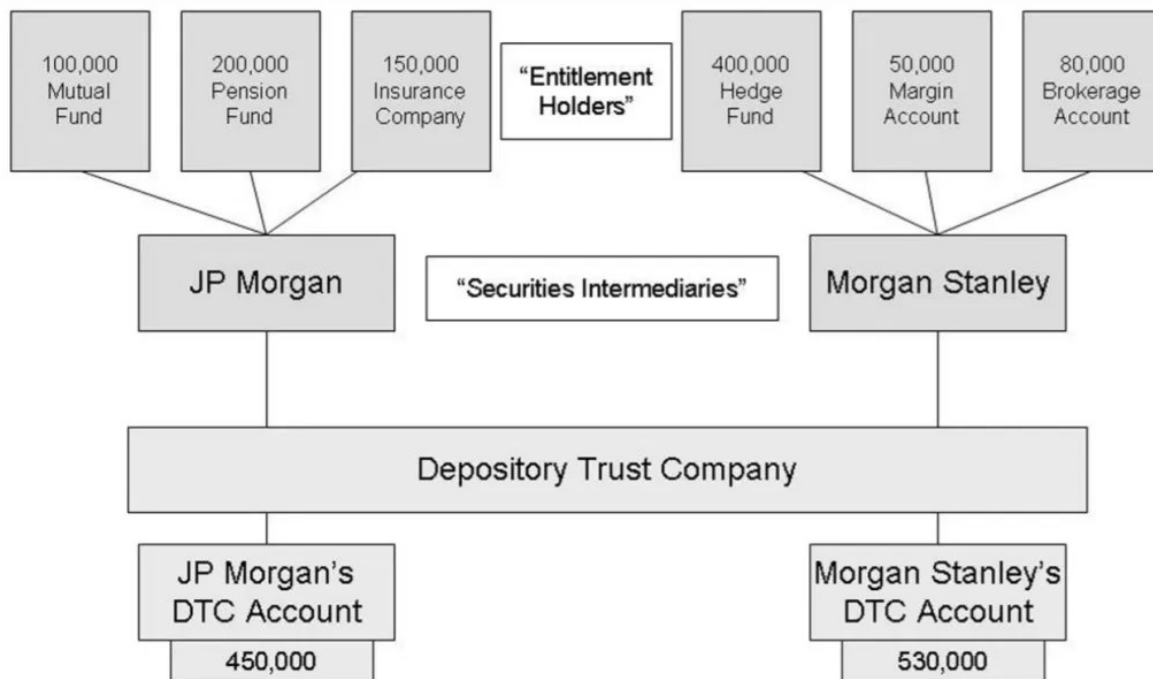 100,000
Mutual
Fund
200,000
Pension
Fund
150,000
Insurance
Company
“Entitlement
Holders”
400,000
Hedge
Fund
50,000
Margin
Account
80,000
Brokerage
Account
JP Morgan
“Securities Intermediaries”
Morgan Stanley
Depository Trust Company
JP Morgan’s
DTC Account
450,000
Morgan Stanley’s
DTC Account
530,000